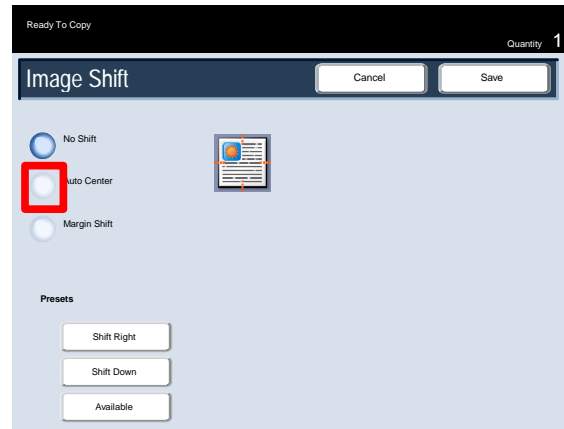 Ready To Copy
Quantity 1
Image Shift
Cancel
Save
No Shift
uto Center
Margin Shift
Presets
Shift Right
Shift Down
Available